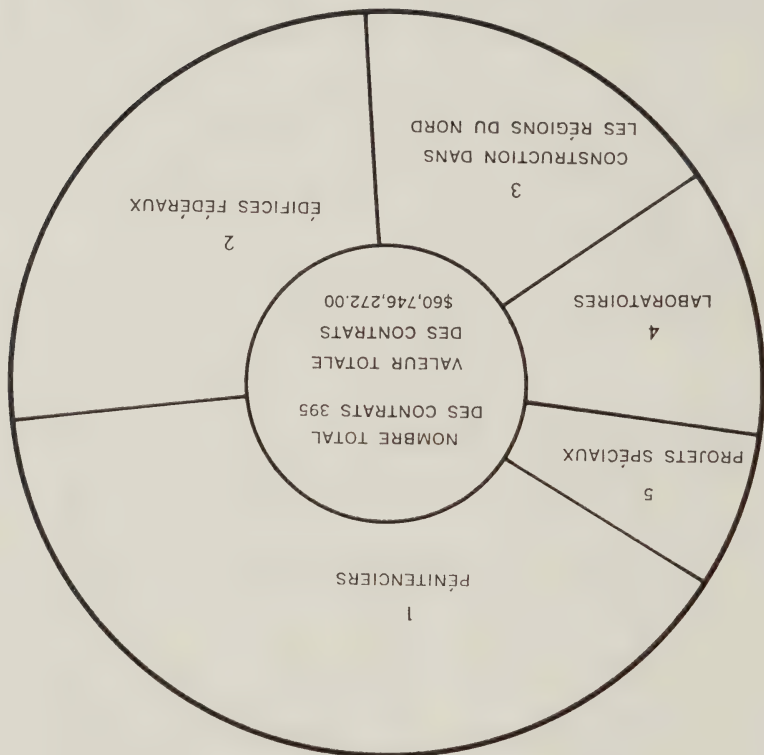 1
PÉNITENCIERS
5
PROJETS SPÉCIAUX
NOMBRE TOTAL
DES CONTRATS 395
VALEUR TOTALE
DES CONTRATS
$60,746,272.00
4
LABORATOIRES
2
ÉDIFICES FÉDÉRAUX
3
CONSTRUCTION DANS
LES RÉGIONS DU NORD